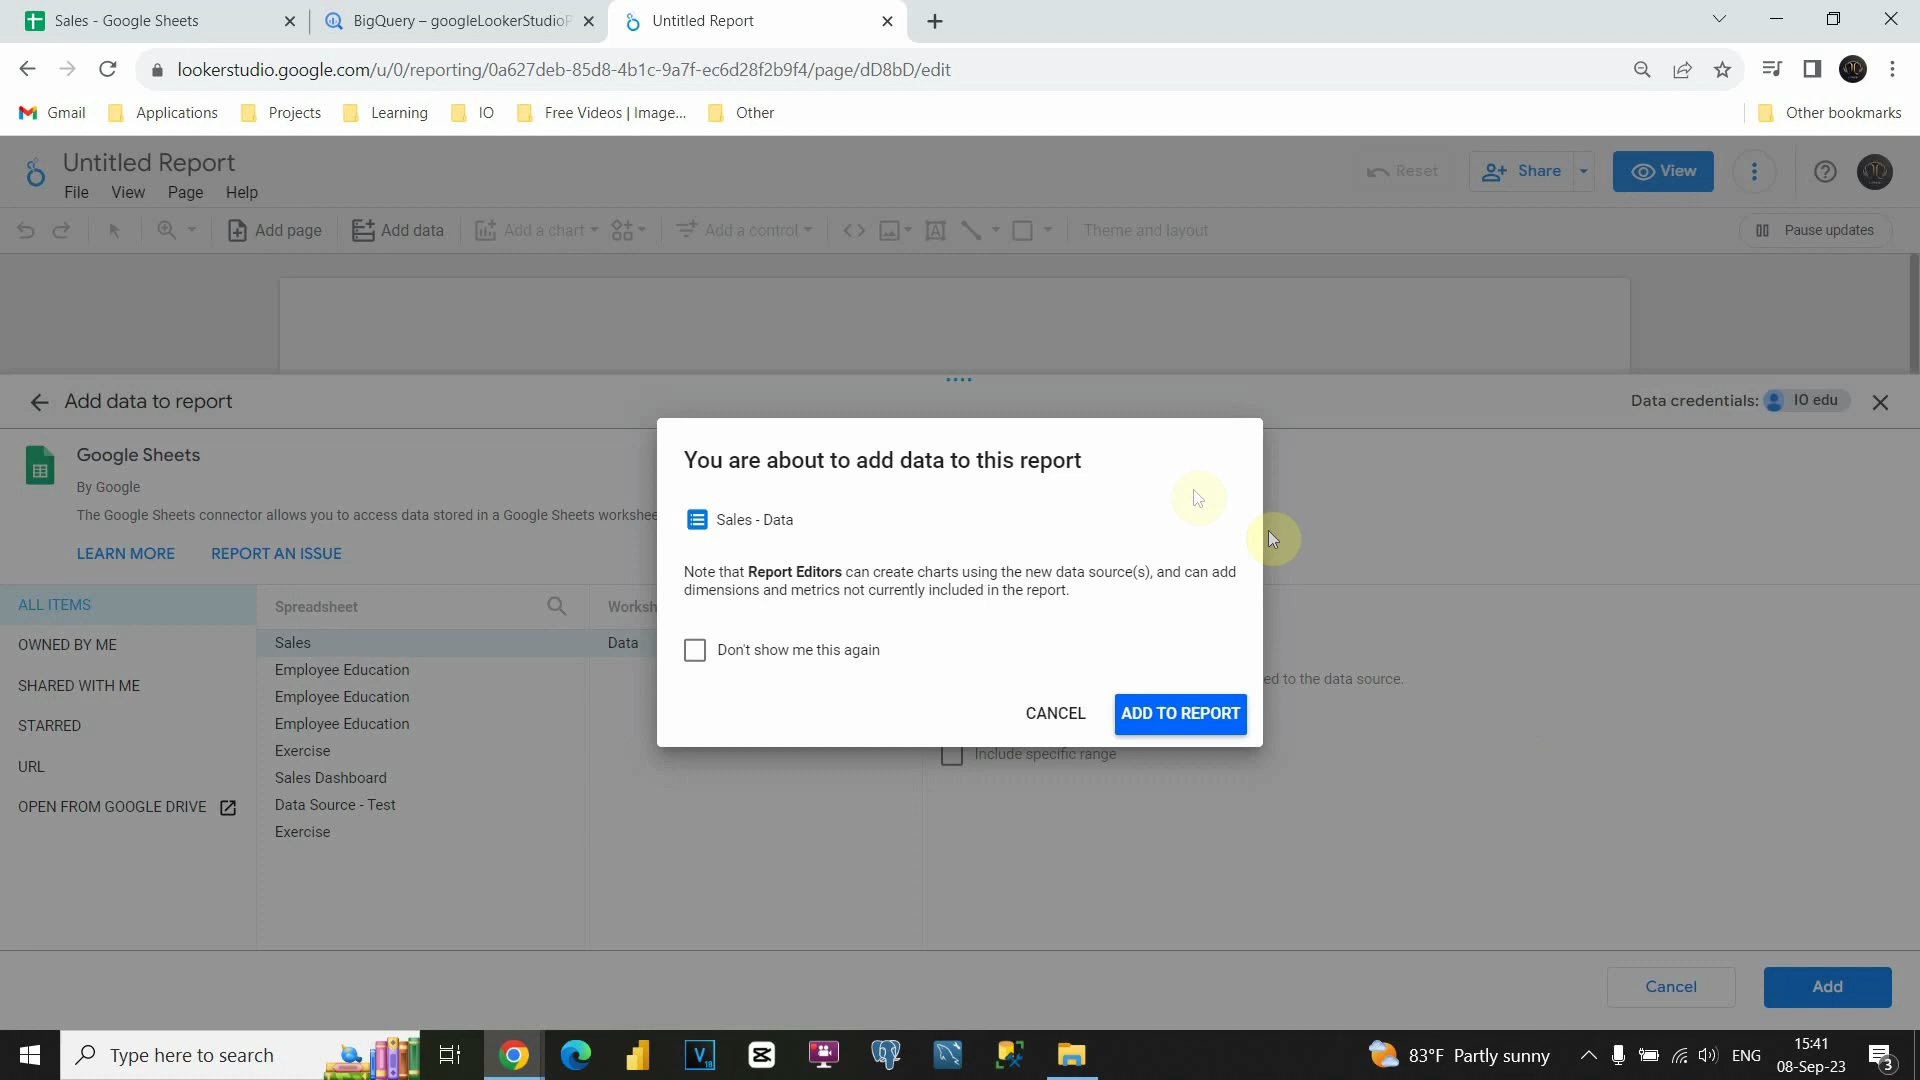 Sales - Google Sheets
BigQuery – googleLookerStudioP
Untitled Report
lookerstudio.google.com/u/0/reporting/0a627deb-85d8-4b1c-9a7f-ec6d28f2b9f4/page/dD8bD/edit
Gmail
Applications
Projects
Learning
IO
Free Videos | Image...
Other
Other bookmarks
Untitled Report
File
View
Page
Help
Reset
Share
View
Add page
Add data
Add a chart
Add a control
Theme and layout
Pause updates
Add data to report
Data credentials:
IO edu
Google Sheets
By Google
The Google Sheets connector allows you to access data stored in a Google Sheets workshee
LEARN MORE
REPORT AN ISSUE
You are about to add data to this report
Sales - Data
Note that Report Editors can create charts using the new data source(s), and can add
dimensions and metrics not currently included in the report.
Don't show me this again
CANCEL
ADD TO REPORT
ALL ITEMS
OWNED BY ME
SHARED WITH ME
STARRED
URL
OPEN FROM GOOGLE DRIVE
Spreadsheet
Sales
Employee Education
Employee Education
Employee Education
Exercise
Sales Dashboard
Data Source - Test
Exercise
Worksh
Data
ed to the data source.
Include specific range
Cancel
Add
Type here to search
83°F Partly sunny
ENG
15:41
08-Sep-23
3